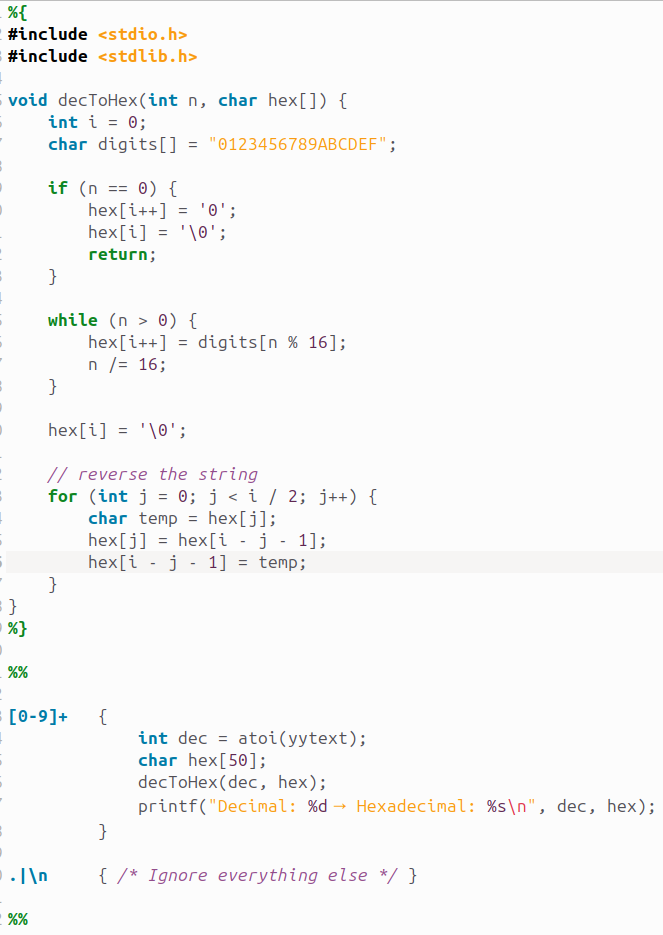 %{
#include <stdio.h>
#include <stdlib.h>
void decToHex(int n, char hex[]) {
    int i = 0;
    char digits[] = "0123456789ABCDEF";
    if (n == 0) {
        hex[i++] = '0';
        hex[i] = '\0';
        return;
    }
    while (n > 0) {
        hex[i++] = digits[n % 16];
        n /= 16;
    }
    hex[i] = '\0';
    // reverse the string
    for (int j = 0; j < i / 2; j++) {
        char temp = hex[j];
        hex[j] = hex[i - j - 1];
        hex[i - j - 1] = temp;
    }
}
%}
%%
[0-9]+   {
             int dec = atoi(yytext);
             char hex[50];
             decToHex(dec, hex);
             printf("Decimal: %d → Hexadecimal: %s\n", dec, hex);
         }
.|\n     { /* Ignore everything else */ }
%%